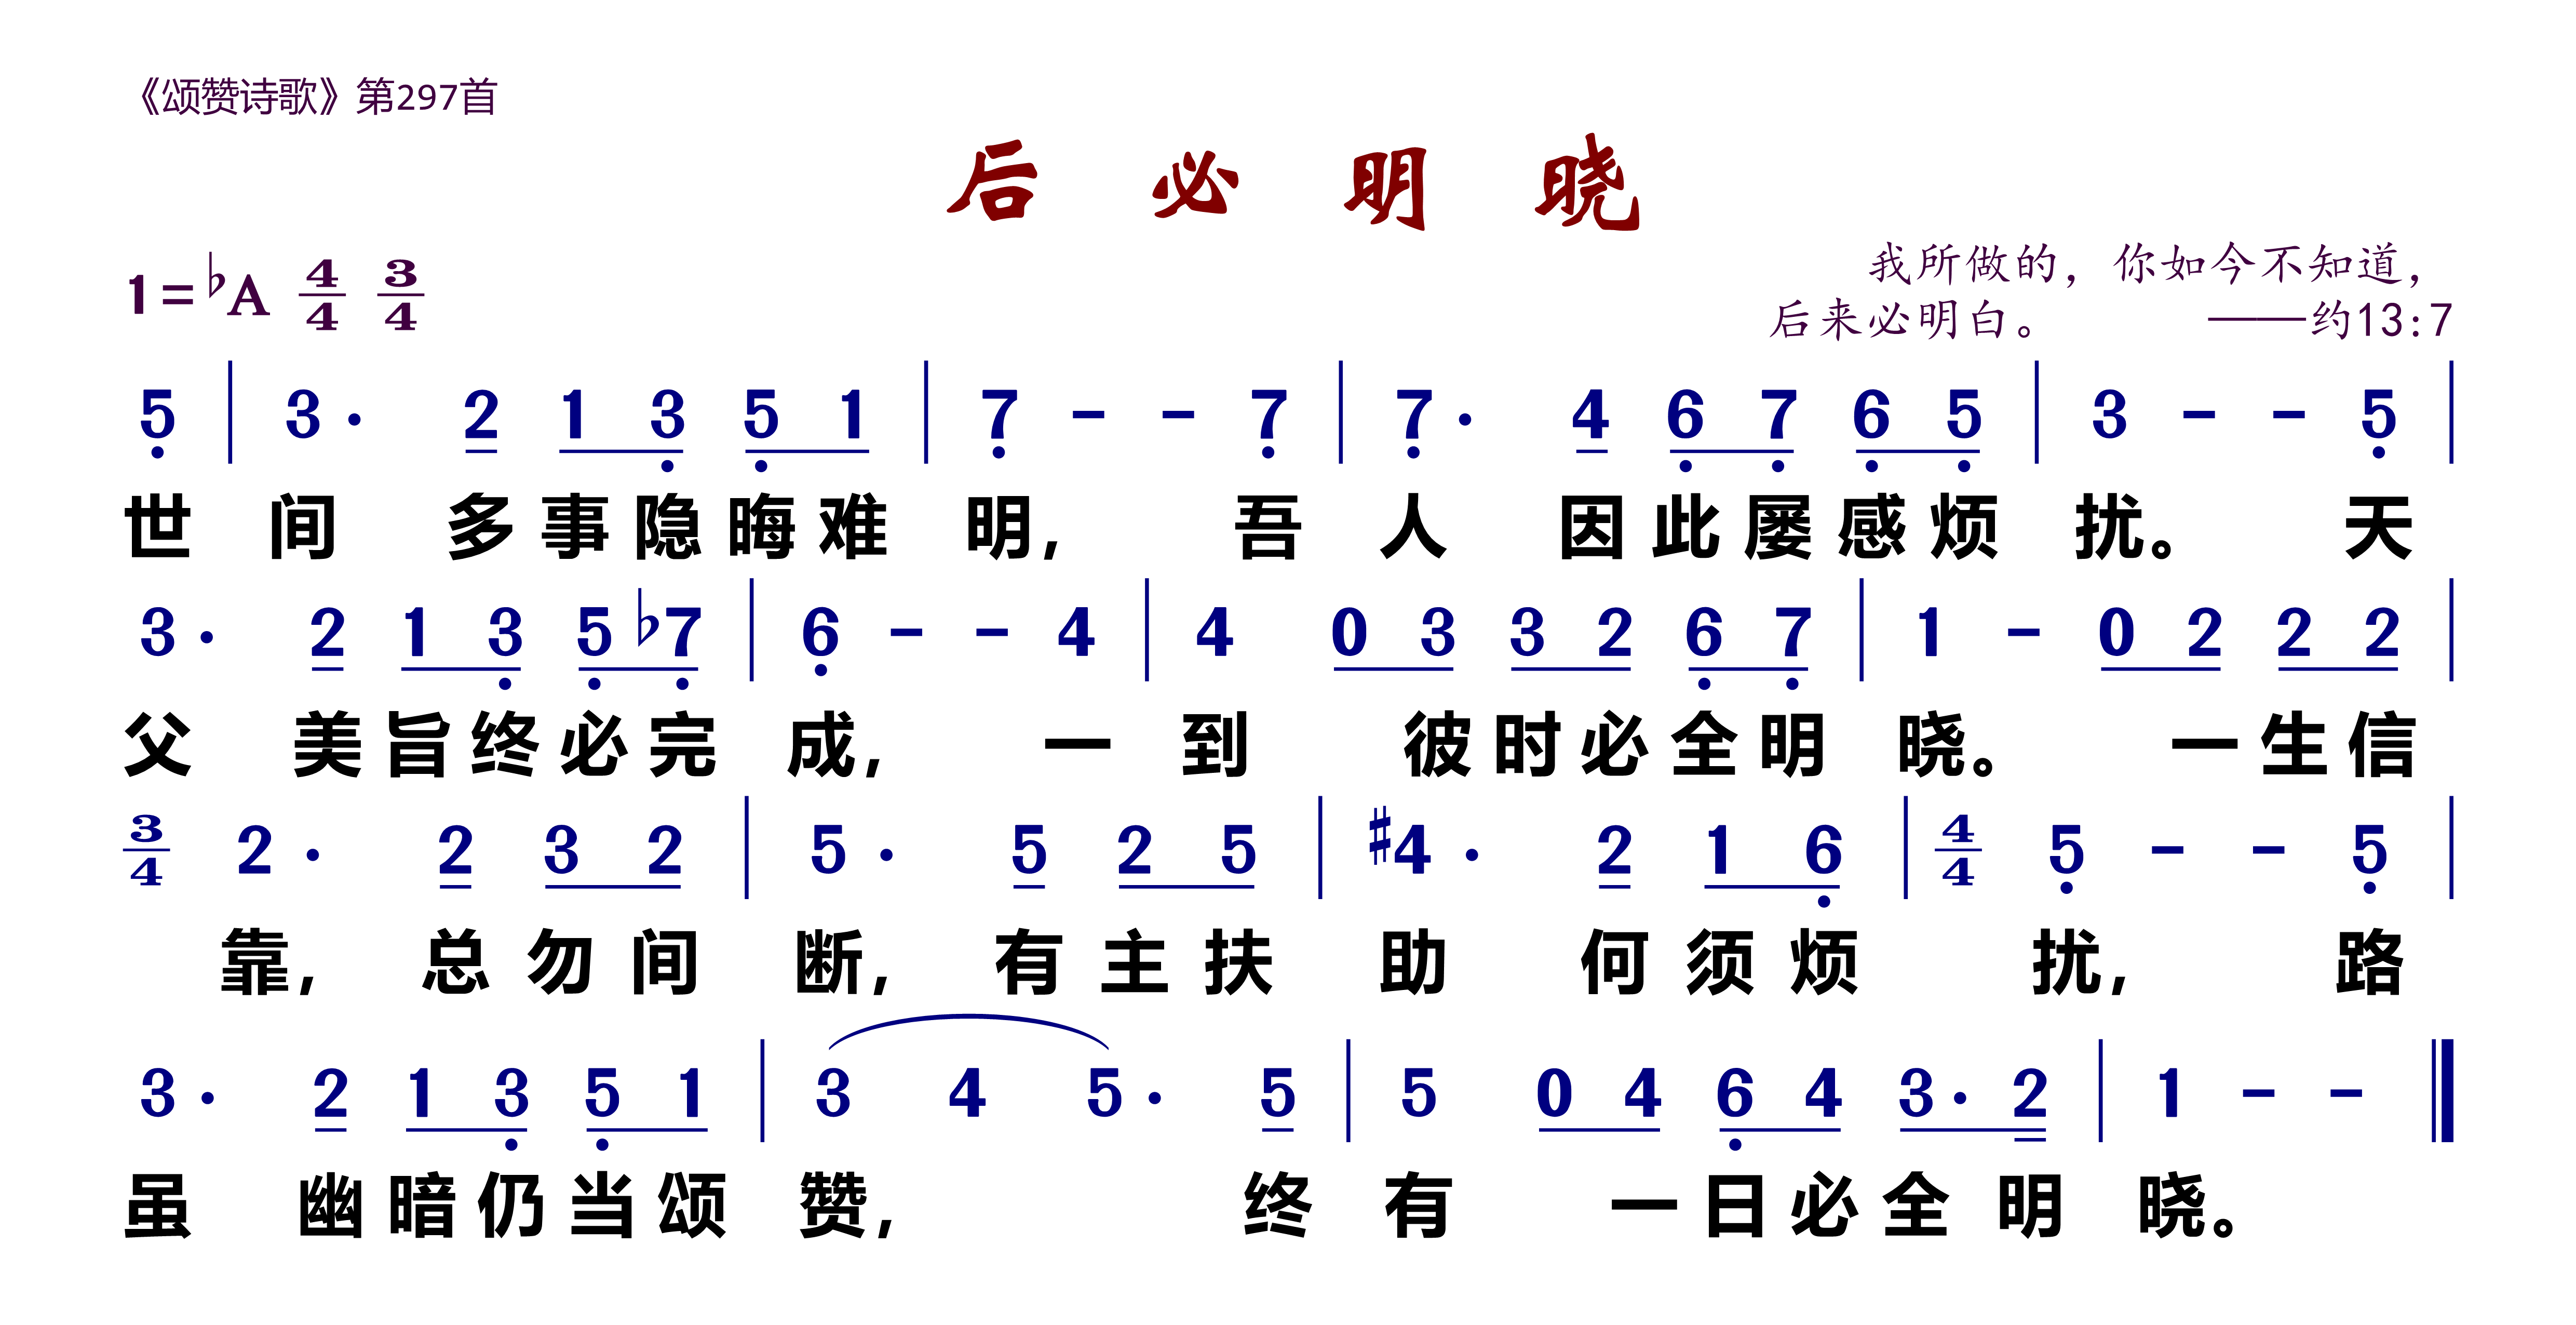 《颂赞诗歌》第297首
后 必 明 晓
1=♭A 4/4 3/4
我所做的，你如今不知道，
后来必明白。 ——约13:7
5̣ | 3· 2 1 3̣ 5̣ 1 | 7̣ - - 7̣ | 7̣· 4 6̣ 7̣ 6̣ 5̣ | 3 - - 5̣ |
世 间 多 事 隐 晦 难 明， 吾 人 因 此 屡 感 烦 扰。 天
3· 2 1 3̣ 5̣ ♭7̣ | 6̣ - - 4 | 4 0 3 3 2 6̣ 7̣ | 1 - 0 2 2 2 |
父 美 旨 终 必 完 成， 一 到 彼 时 必 全 明 晓。 一 生 信
3/4 2· 2 3 2 | 5· 5 2 5 | ♯4· 2 1 6̣ | 4/4 5̣ - - 5̣ |
靠， 总 勿 间 断， 有 主 扶 助 何 须 烦 扰， 路
3· 2 1 3̣ 5̣ 1 | 3 4 5· 5 | 5 0 4 6̣ 4 3· 2 | 1 - - ‖
虽 幽 暗 仍 当 颂 赞， 终 有 一 日 必 全 明 晓。